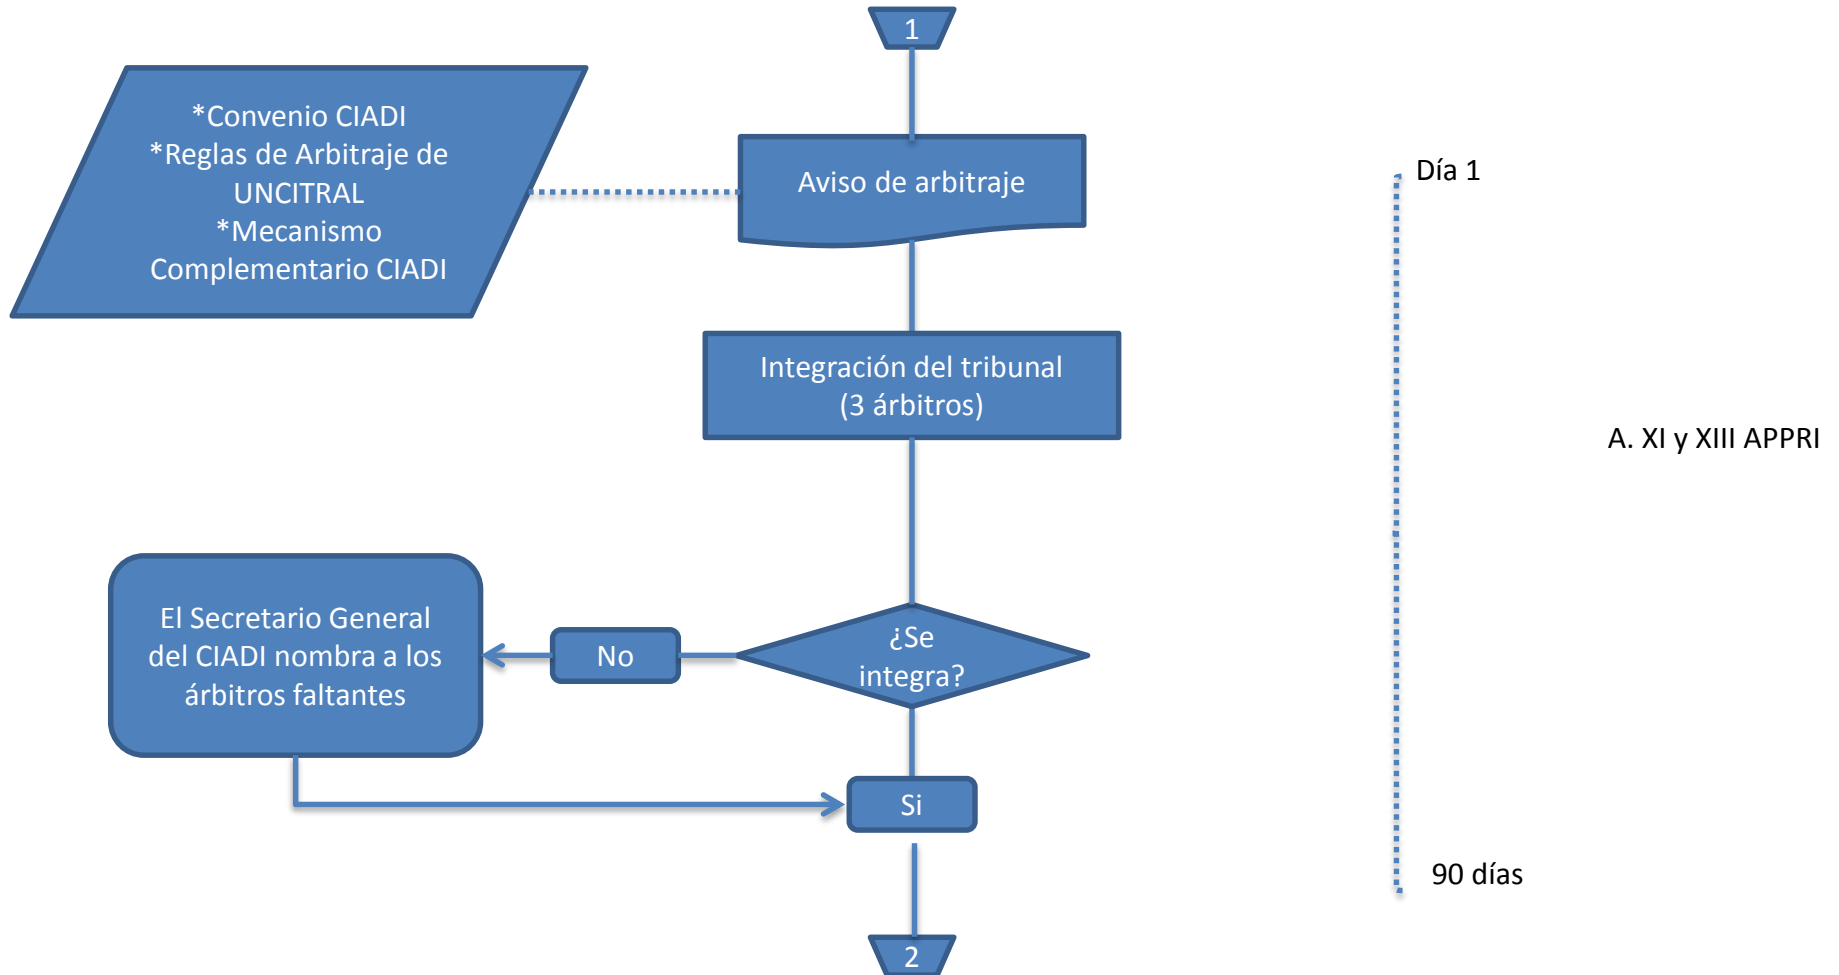 1
*Convenio CIADI
*Reglas de Arbitraje de
UNCITRAL
*Mecanismo
Complementario CIADI
Aviso de arbitraje
Día 1
Integración del tribunal
(3 árbitros)
A. XI y XIII APPRI
El Secretario General
del CIADI nombra a los
árbitros faltantes
No
¿Se
integra?
Si
90 días
2